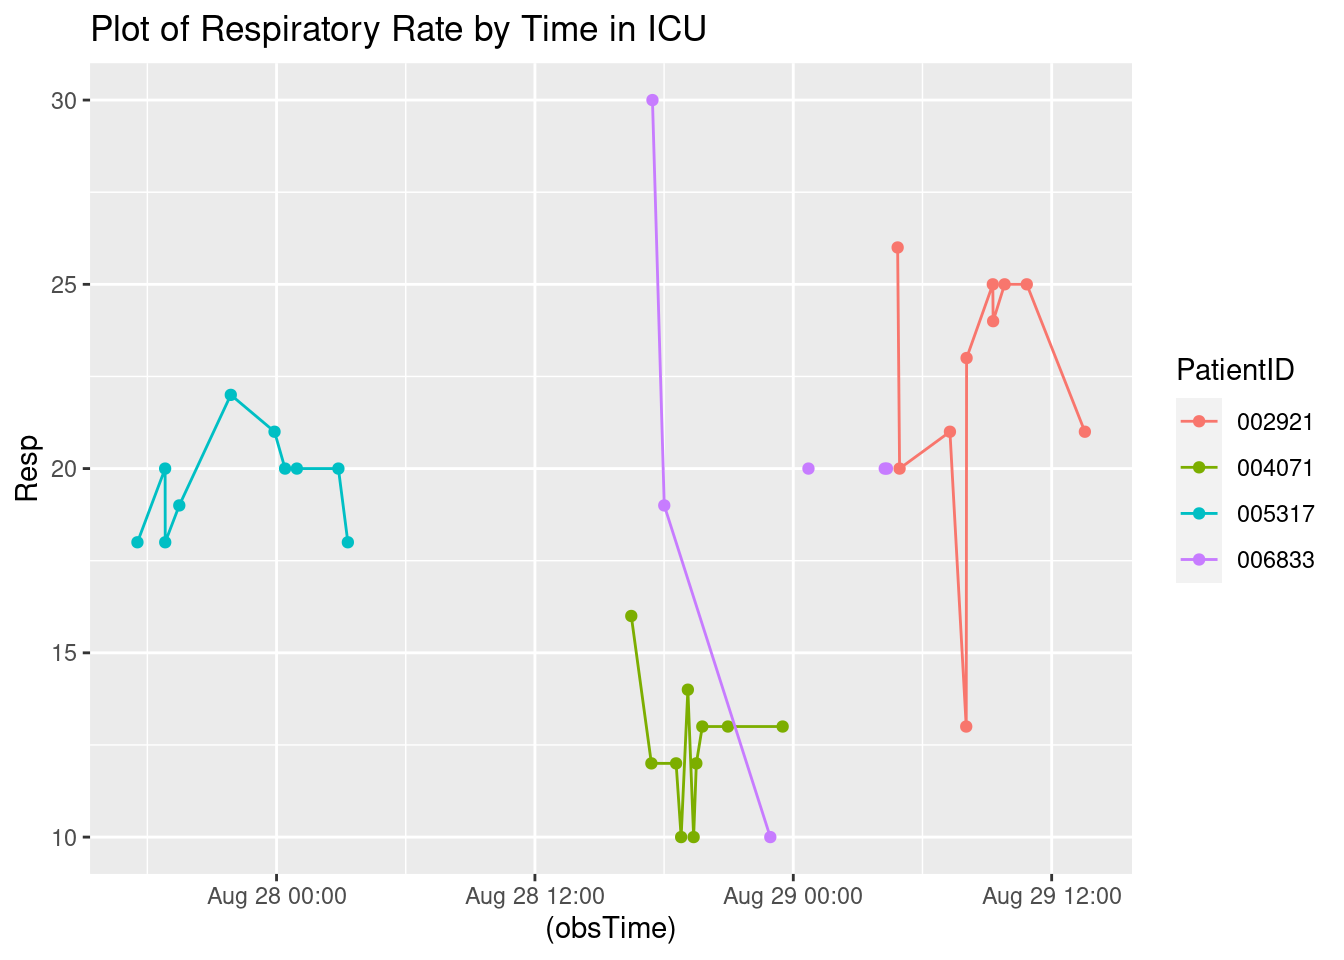 Plot of Respiratory Rate by Time in ICU
30
25
20
15
10
Resp
Aug 28 00:00
Aug 28 12:00
Aug 29 00:00
Aug 29 12:00
(obsTime)
PatientID
002921
004071
005317
006833